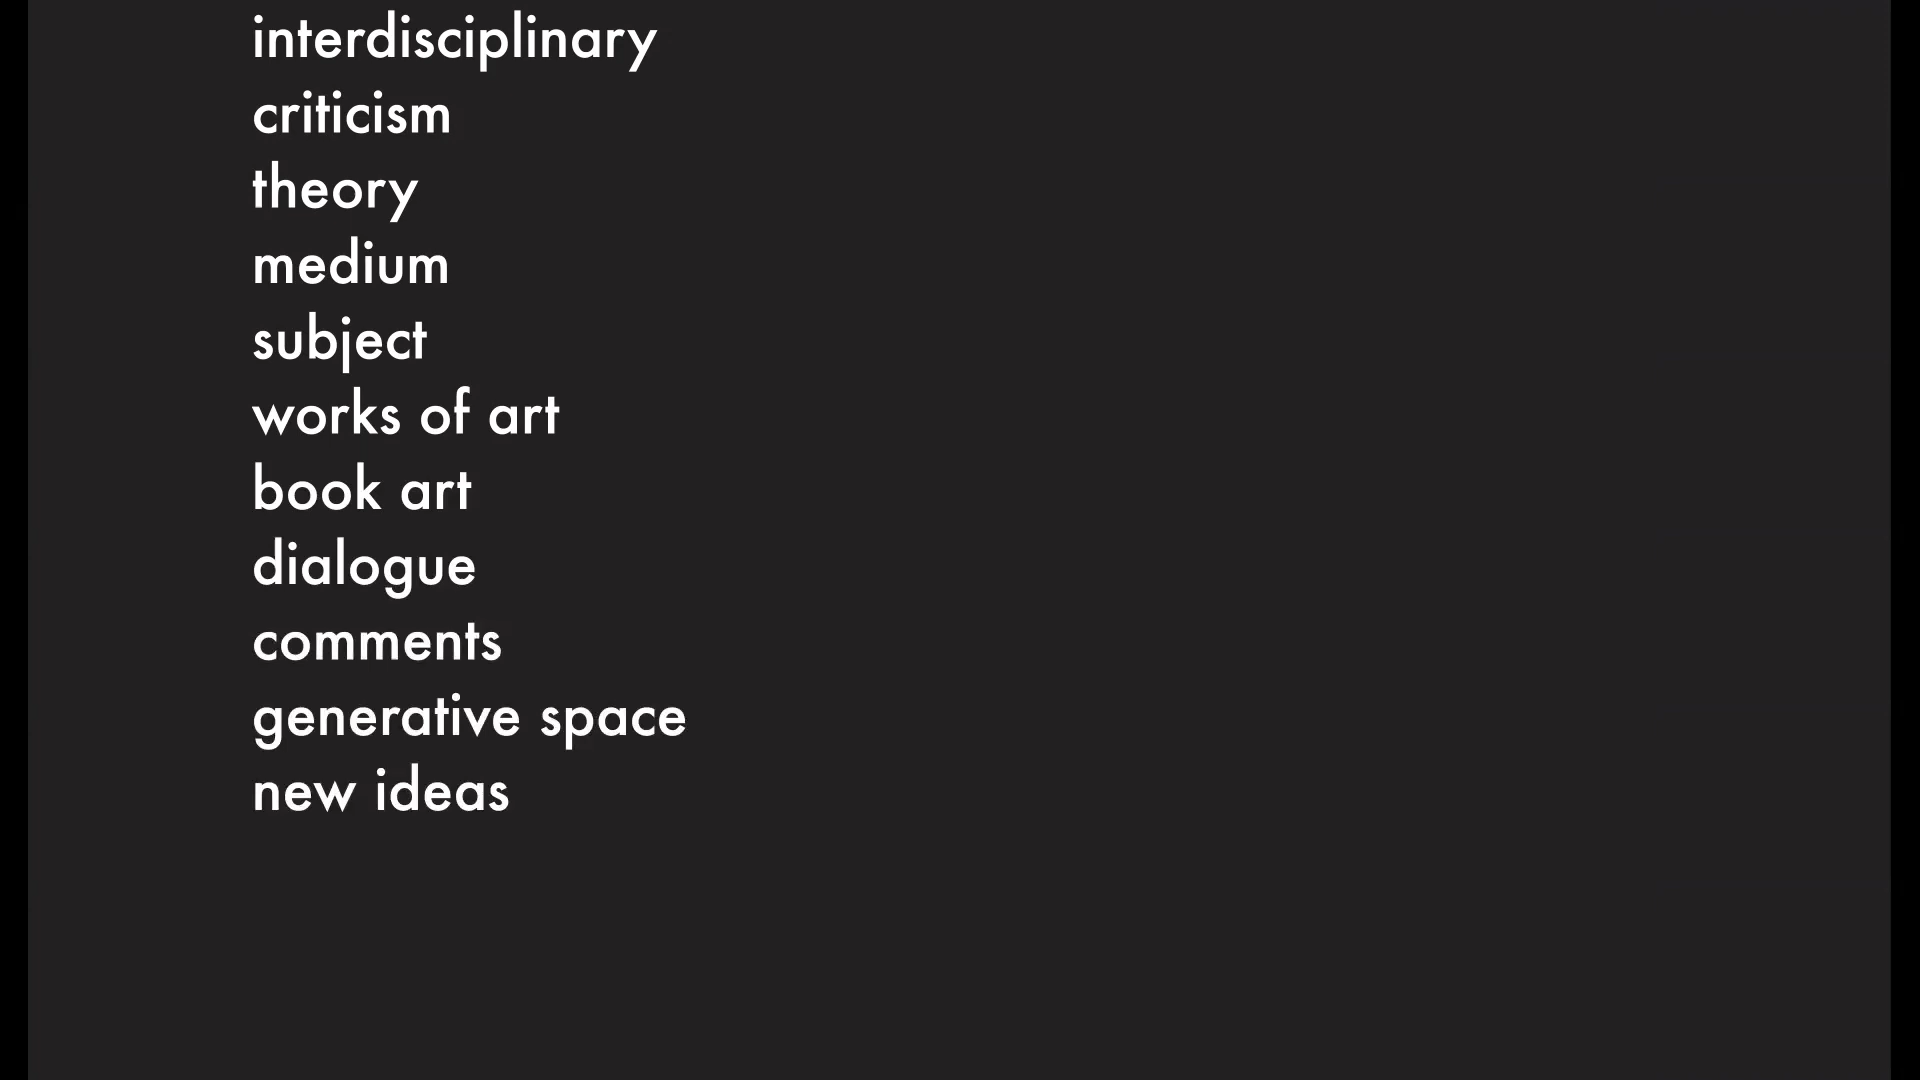 interdisciplinary
criticism
theory
medium
subject
works of art
book art
dialogue
comments
generative space
new ideas